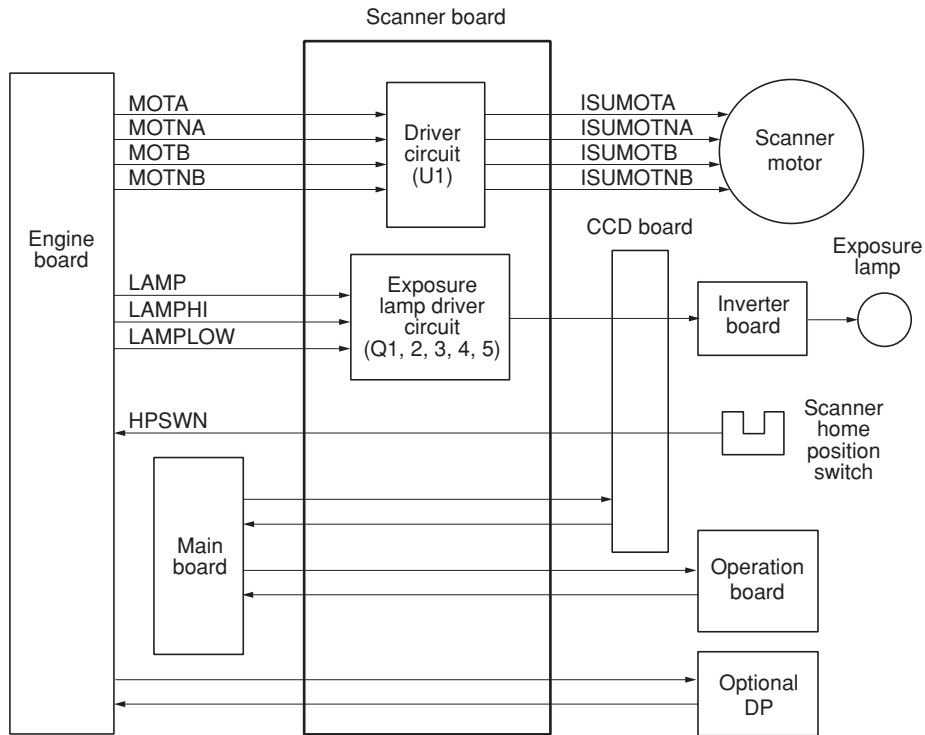 Scanner board
MOTA
MOTNA
MOTB
MOTNB
Driver
circuit
(U1)
ISUMOTA
ISUMOTNA
ISUMOTB
ISUMOTNB
Scanner
motor
Engine
board
CCD board
LAMP
LAMPHI
LAMPLOW
Exposure
lamp driver
circuit
(Q1, 2, 3, 4, 5)
Inverter
board
Exposure
lamp
HPSWN
Scanner
home
position
switch
Main
board
Operation
board
Optional
DP